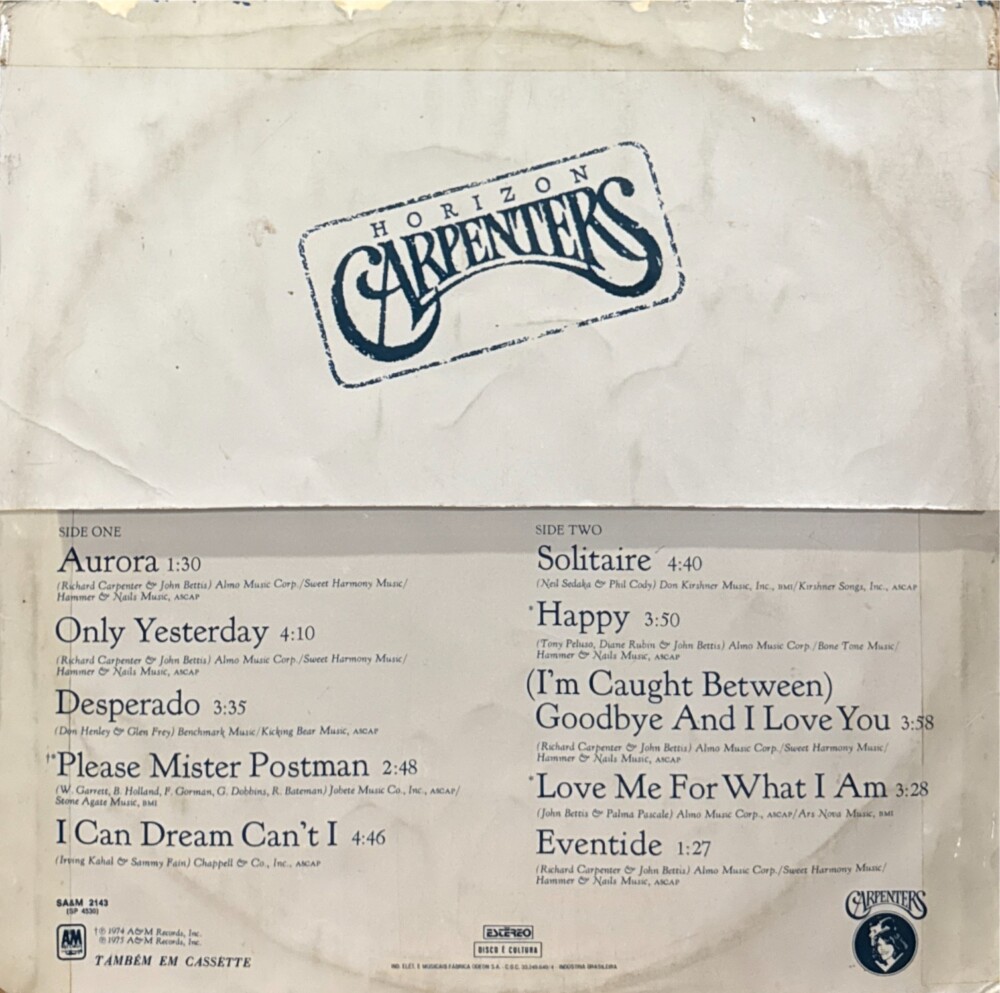 HORIZON
CARPENTERS
SIDE ONE
Aurora 1:30
(Richard Carpenter & John Bettis) Almo Music Corp./Sweet Harmony Music/
Hammer & Nails Music, ASCAP
Only Yesterday 4:10
(Richard Carpenter & John Bettis) Almo Music Corp./Sweet Harmony Music/
Hammer & Nails Music, ASCAP
Desperado 3:35
(Don Henley & Glen Frey) Benchmark Music/Kicking Bear Music, ASCAP
†*Please Mister Postman 2:48
(W. Garrett, B. Holland, F. Gorman, G. Dobbins, R. Bateman) Jobete Music Co., Inc., ASCAP/
Stone Agate Music, BMI
I Can Dream Can't I 4:46
(Irving Kahal & Sammy Fain) Chappell & Co., Inc., ASCAP
SIDE TWO
Solitaire 4:40
(Neil Sedaka & Phil Cody) Don Kirshner Music, Inc., BMI/Kirshner Songs, Inc., ASCAP
*Happy 3:50
(Tony Peluso, Diane Rubin & John Bettis) Almo Music Corp./Bone Tone Music/
Hammer & Nails Music, ASCAP
(I'm Caught Between)
Goodbye And I Love You 3:58
(Richard Carpenter & John Bettis) Almo Music Corp./Sweet Harmony Music/
Hammer & Nails Music, ASCAP
*Love Me For What I Am 3:28
(John Bettis & Palma Pascale) Almo Music Corp., ASCAP/Ars Nova Music, BMI
Eventide 1:27
(Richard Carpenter & John Bettis) Almo Music Corp./Sweet Harmony Music/
Hammer & Nails Music, ASCAP
SA&M 2143
(SP 4530)
AM
†℗ 1974 A&M Records, Inc.
℗ 1975 A&M Records, Inc.
TAMBÉM EM CASSETTE
ESTÉREO
DISCO É CULTURA
IND. ELET. E MUSICAIS FÁBRICA ODEON S.A. - INDÚSTRIA BRASILEIRA
CARPENTERS